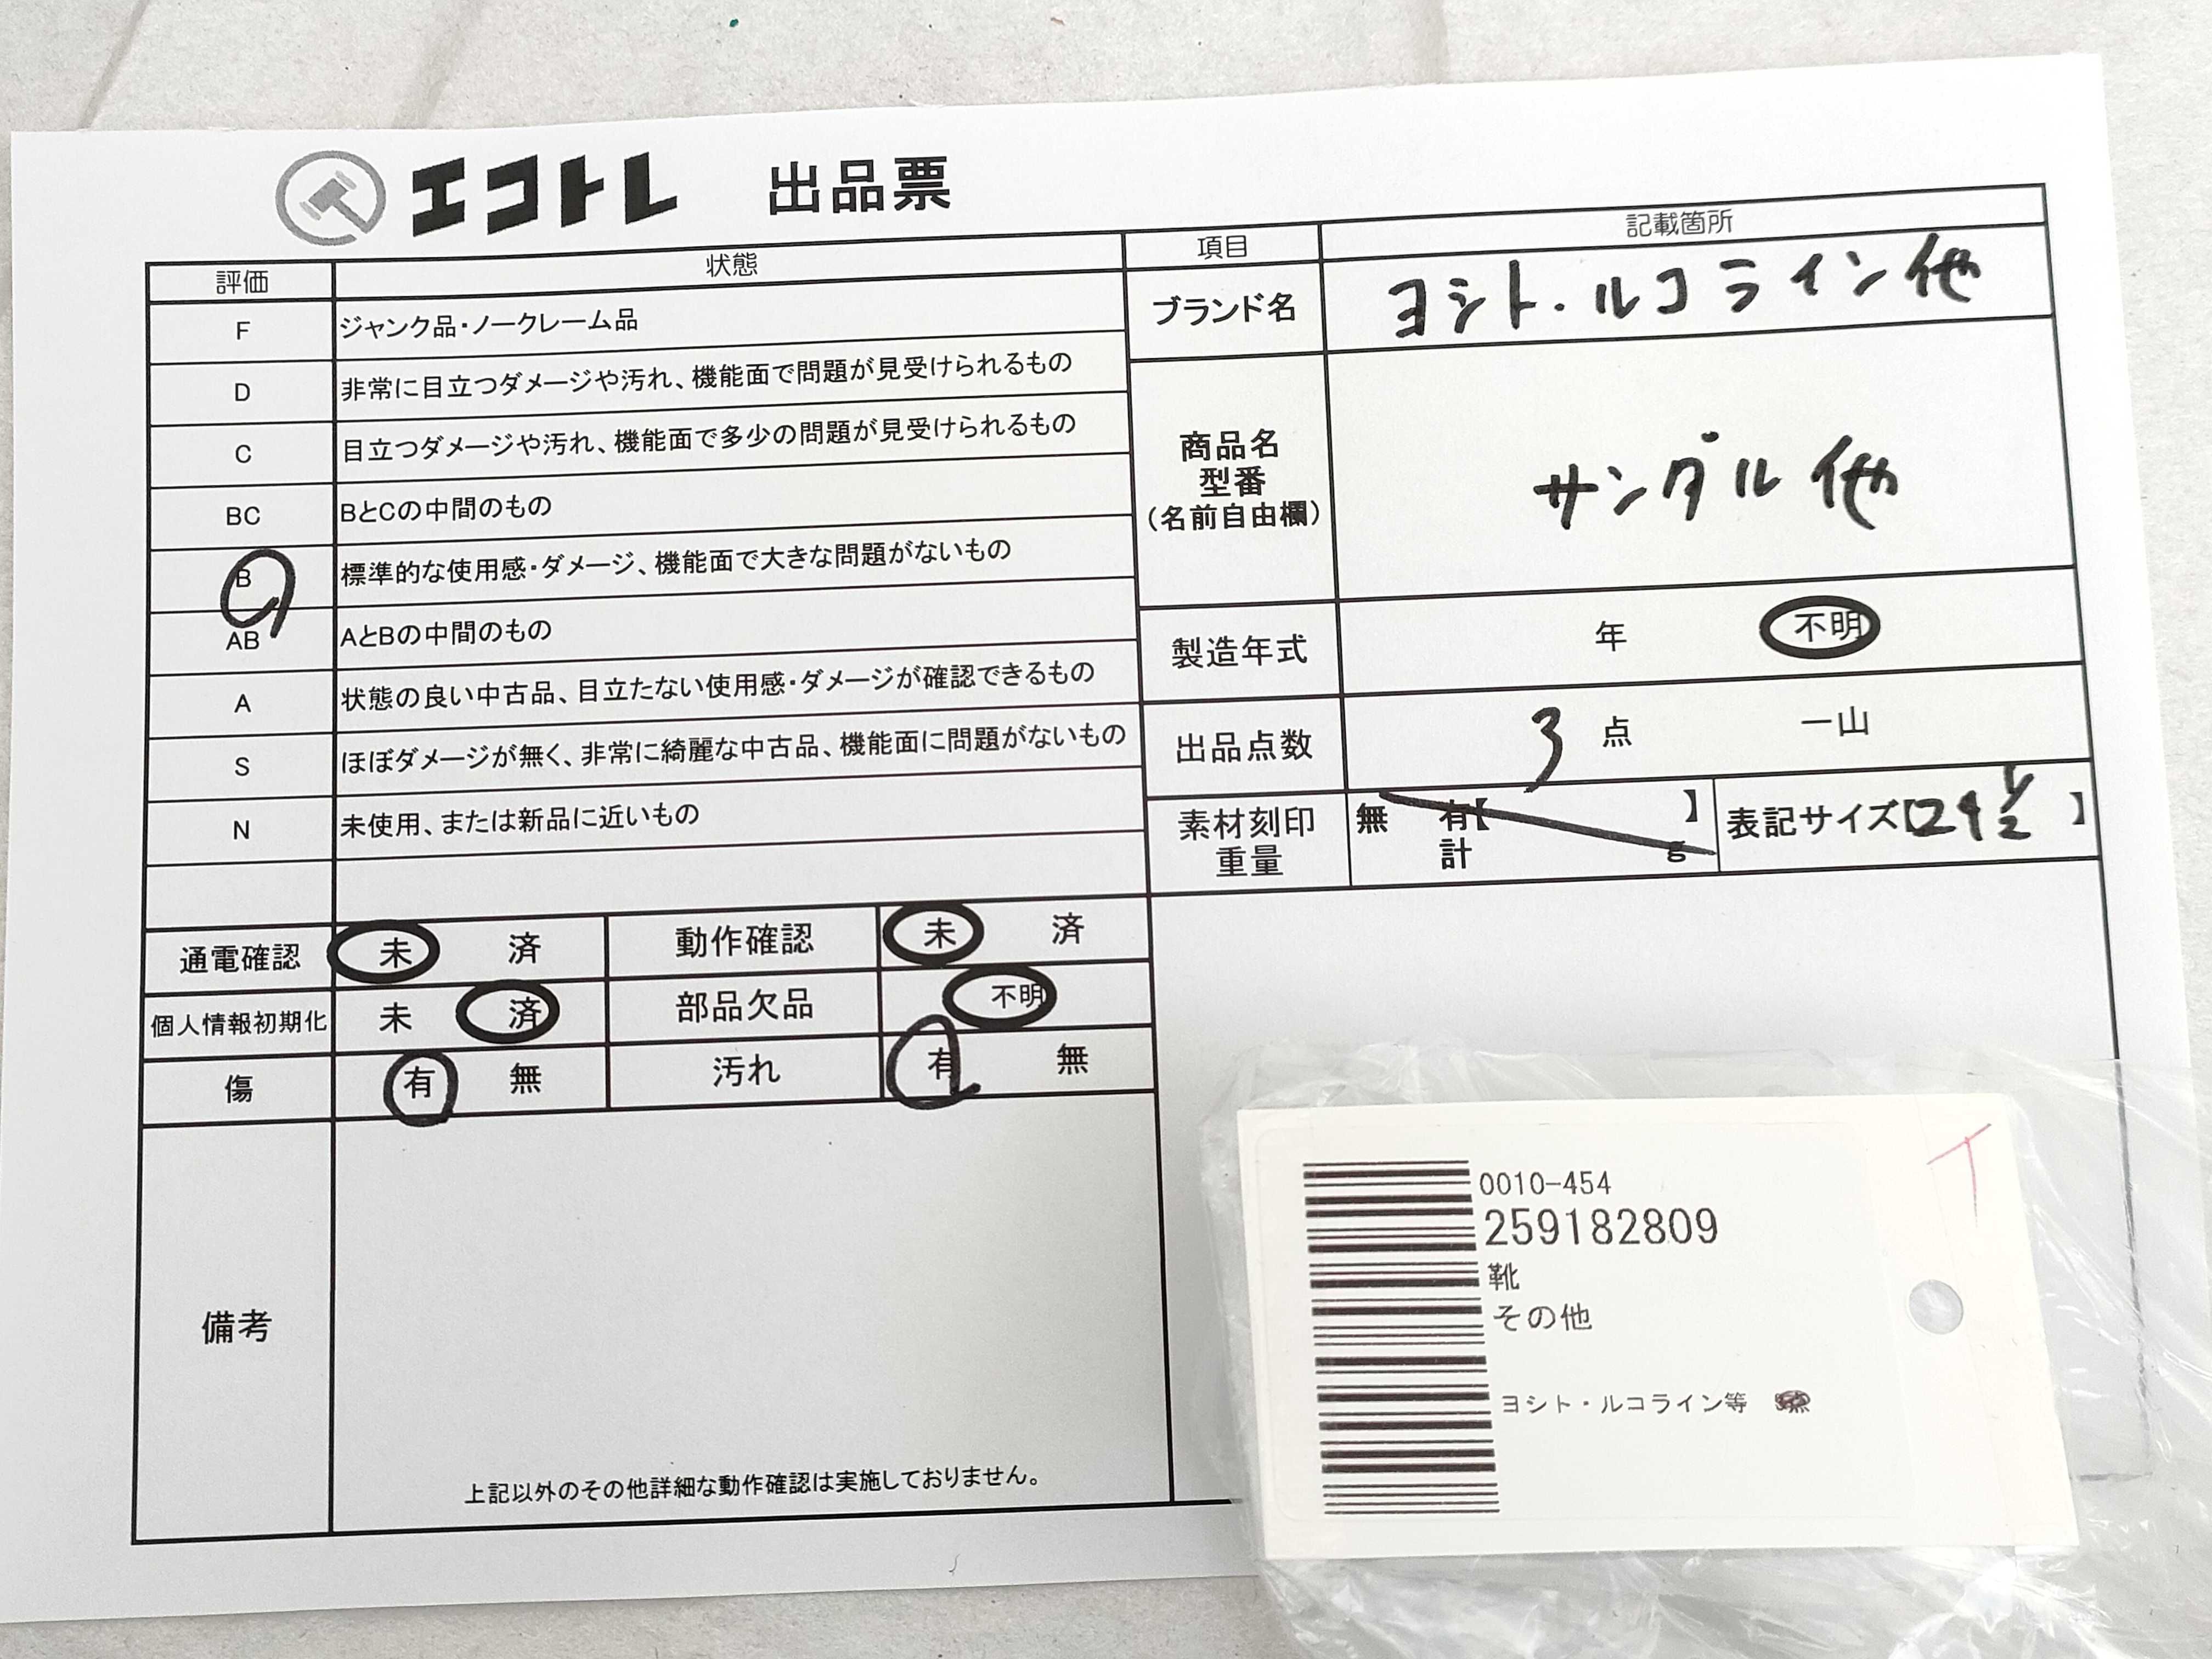 エコトレ 出品票
評価 状態
F ジャンク品・ノークレーム品
D 非常に目立つダメージや汚れ、機能面で問題が見受けられるもの
C 目立つダメージや汚れ、機能面で多少の問題が見受けられるもの
BC BとCの中間のもの
B 標準的な使用感・ダメージ、機能面で大きな問題がないもの
AB AとBの中間のもの
A 状態の良い中古品、目立たない使用感・ダメージが確認できるもの
S ほぼダメージが無く、非常に綺麗な中古品、機能面に問題がないもの
N 未使用、または新品に近いもの
通電確認 未 済 動作確認 未 済
個人情報初期化 未 済 部品欠品 不明
傷 有 無 汚れ 有 無
備考
上記以外のその他詳細な動作確認は実施しておりません。
項目 記載箇所
ブランド名 ヨシト・ルコライン他
商品名
型番
(名前自由欄)
サンダル他
製造年式 年 不明
出品点数 3 点 一山
素材刻印 無 有【 】
重量 計 g
表記サイズ【24 1/2】
0010-454
259182809
靴
その他
ヨシト・ルコライン等